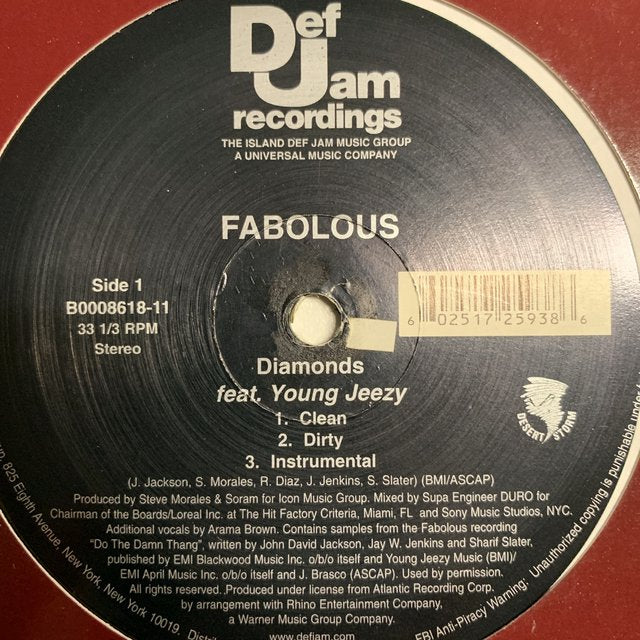 Def
Jam
recordings
THE ISLAND DEF JAM MUSIC GROUP
A UNIVERSAL MUSIC COMPANY
FABOLOUS
Side 1
B0008618-11
33 1/3 RPM
Stereo
6 02517 25938 6
Diamonds
feat. Young Jeezy
1. Clean
2. Dirty
3. Instrumental
DESERT STORM
(J. Jackson, S. Morales, R. Diaz, J. Jenkins, S. Slater) (BMI/ASCAP)
Produced by Steve Morales & Soram for Icon Music Group. Mixed by Supa Engineer DURO for
Chairman of the Boards/Loreal Inc. at The Hit Factory Criteria, Miami, FL and Sony Music Studios, NYC.
Additional vocals by Arama Brown. Contains samples from the Fabolous recording
"Do The Damn Thang", written by John David Jackson, Jay W. Jenkins and Sharif Slater,
published by EMI Blackwood Music Inc. o/b/o itself and Young Jeezy Music (BMI)/
EMI April Music Inc. o/b/o itself and J. Brasco (ASCAP). Used by permission.
All rights reserved. .Produced under license from Atlantic Recording Corp.
by arrangement with Rhino Entertainment Company,
a Warner Music Group Company.
www.defjam.com
825 Eighth Avenue, New York, New York 10019.
FBI Anti-Piracy Warning: Unauthorized copying is punishable under